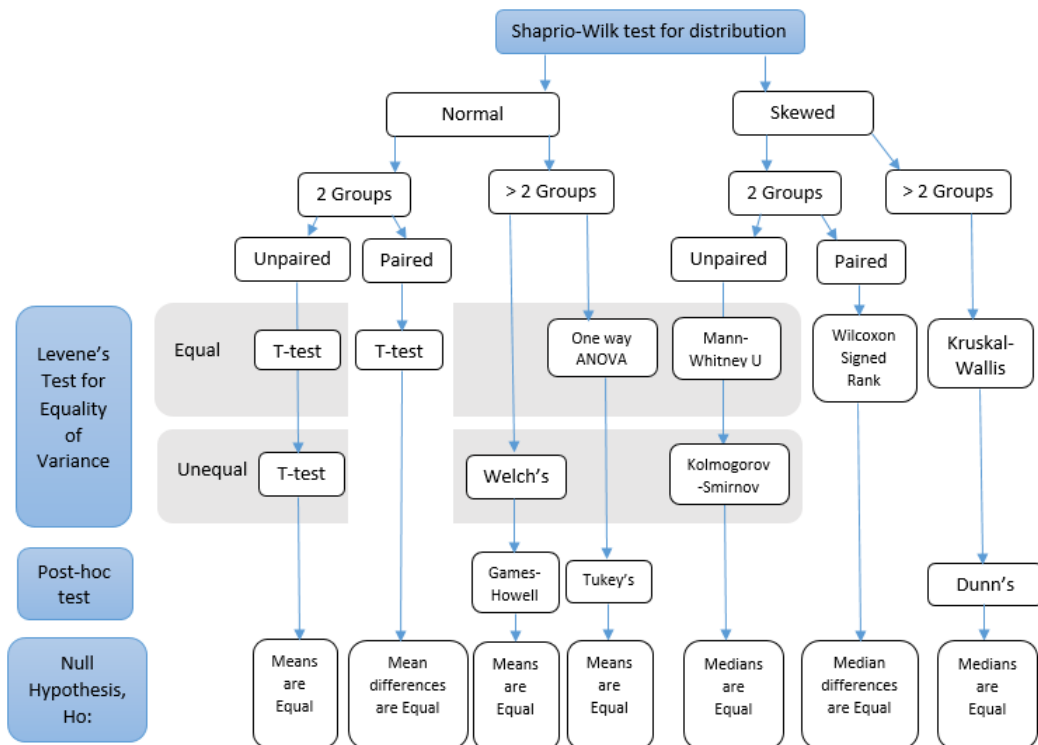 Shaprio-Wilk test for distribution
Normal
Skewed
2 Groups
> 2 Groups
2 Groups
> 2 Groups
Unpaired
Paired
Unpaired
Paired
Levene's
Test for
Equality
of
Variance
Equal
T-test
T-test
One way
ANOVA
Mann-
Whitney U
Wilcoxon
Signed
Rank
Kruskal-
Wallis
Unequal
T-test
Welch's
Kolmogorov
-Smirnov
Post-hoc
test
Games-
Howell
Tukey's
Dunn's
Null
Hypothesis,
Ho:
Means
are
Equal
Mean
differences
are Equal
Means
are
Equal
Means
are
Equal
Medians
are
Equal
Median
differences
are Equal
Medians
are
Equal